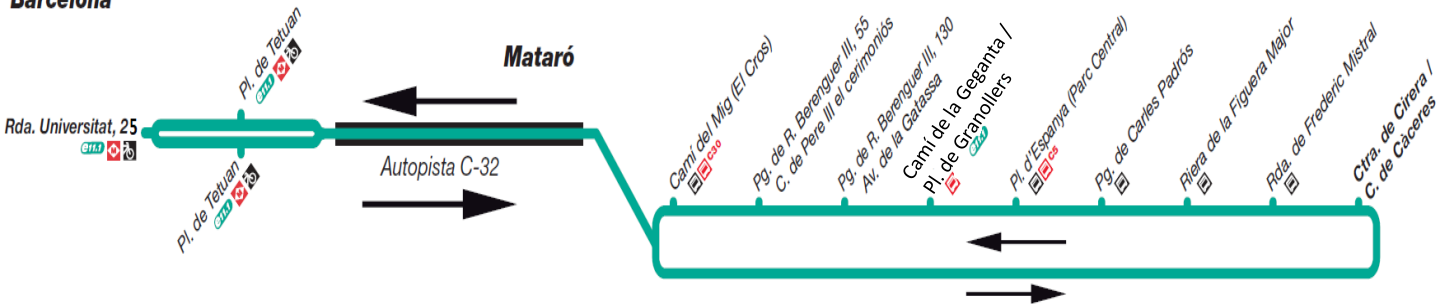 Barcelona
Pl. de Tetuan
e11.1
Mataró
Rda. Universitat, 25
e11.1
Autopista C-32
Pl. de Tetuan
e11.1
Camí del Mig (El Cros)
C30
Pg. de R. Berenguer III, 55
C. de Pere III el cerimoniós
Pg. de R. Berenguer III, 130
Av. de la Gatassa
Camí de la Geganta /
Pl. de Granollers
e11.1
Pl. d'Espanya (Parc Central)
C5
Pg. de Carles Padrós
Riera de la Figuera Major
Rda. de Frederic Mistral
Ctra. de Cirera /
C. de Càceres